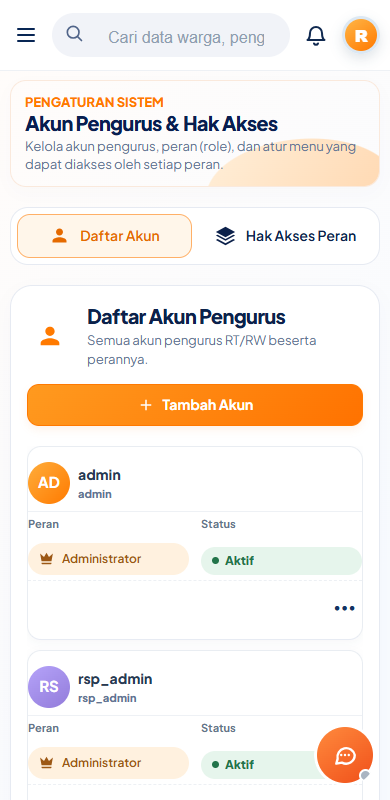 Cari data warga, peng
R
PENGATURAN SISTEM
Akun Pengurus & Hak Akses
Kelola akun pengurus, peran (role), dan atur menu yang
dapat diakses oleh setiap peran.
Daftar Akun
Hak Akses Peran
Daftar Akun Pengurus
Semua akun pengurus RT/RW beserta
perannya.
+ Tambah Akun
AD
admin
admin
Peran
Status
Administrator
Aktif
RS
rsp_admin
rsp_admin
Peran
Status
Administrator
Aktif